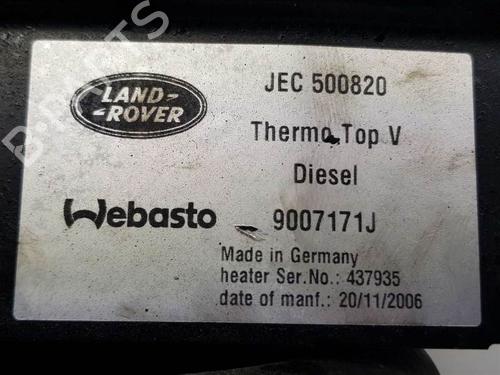 LAND-
-ROVER
JEC 500820
Thermo Top V
Diesel
Webasto
9007171J
Made in Germany
heater Ser.No.: 437935
date of manf.: 20/11/2006